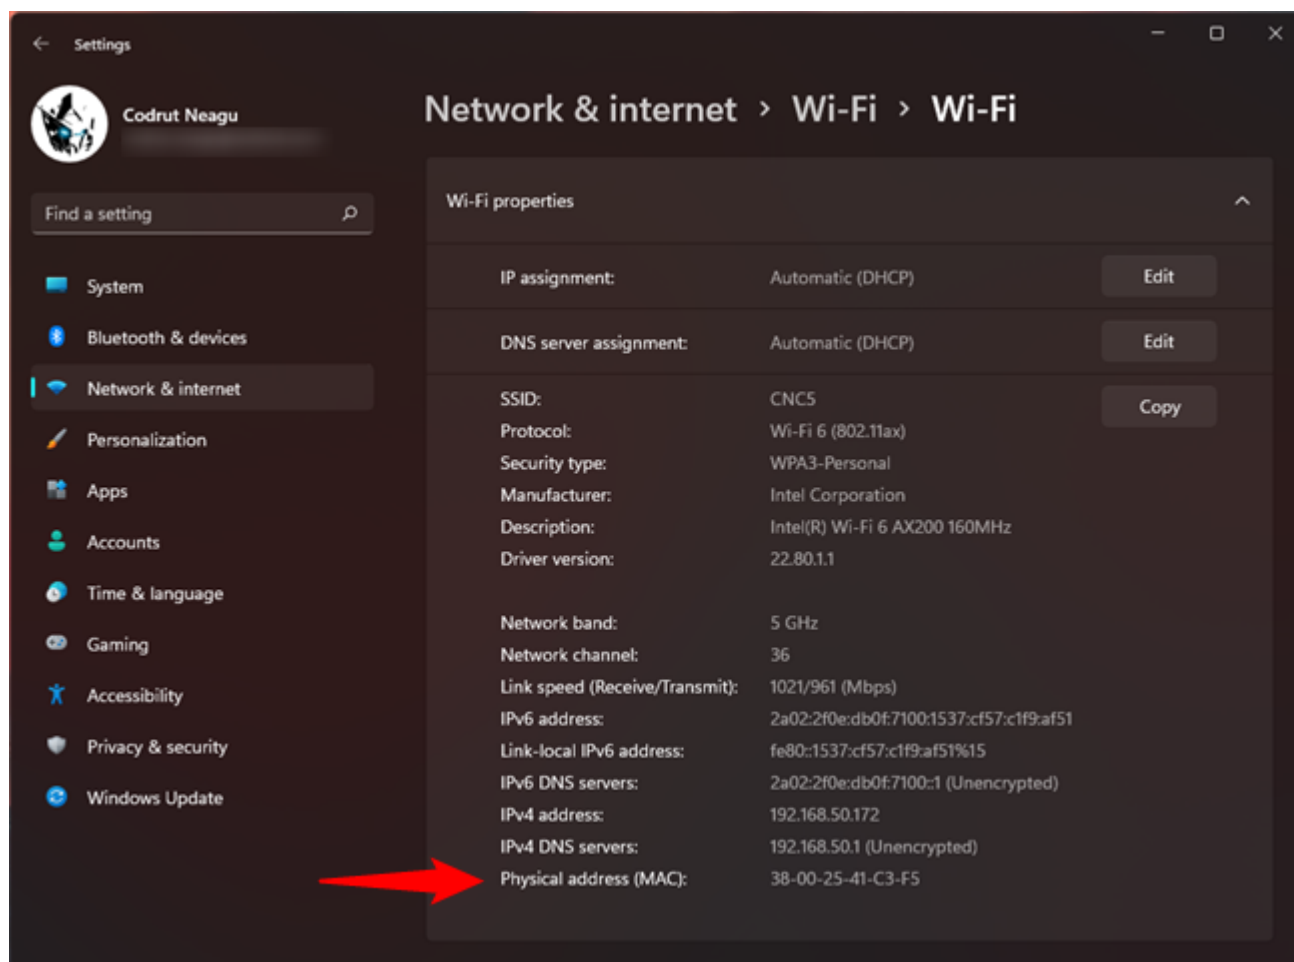 Settings
Codrut Neagu
Find a setting
System
Bluetooth & devices
Network & internet
Personalization
Apps
Accounts
Time & language
Gaming
Accessibility
Privacy & security
Windows Update
Network & internet › Wi-Fi › Wi-Fi
Wi-Fi properties
IP assignment: Automatic (DHCP) Edit
DNS server assignment: Automatic (DHCP) Edit
SSID: CNC5 Copy
Protocol: Wi-Fi 6 (802.11ax)
Security type: WPA3-Personal
Manufacturer: Intel Corporation
Description: Intel(R) Wi-Fi 6 AX200 160MHz
Driver version: 22.80.1.1
Network band: 5 GHz
Network channel: 36
Link speed (Receive/Transmit): 1021/961 (Mbps)
IPv6 address: 2a02:2f0e:db0f:7100:1537:cf57:c1f9:af51
Link-local IPv6 address: fe80::1537:cf57:c1f9:af51%15
IPv6 DNS servers: 2a02:2f0e:db0f:7100::1 (Unencrypted)
IPv4 address: 192.168.50.172
IPv4 DNS servers: 192.168.50.1 (Unencrypted)
Physical address (MAC): 38-00-25-41-C3-F5